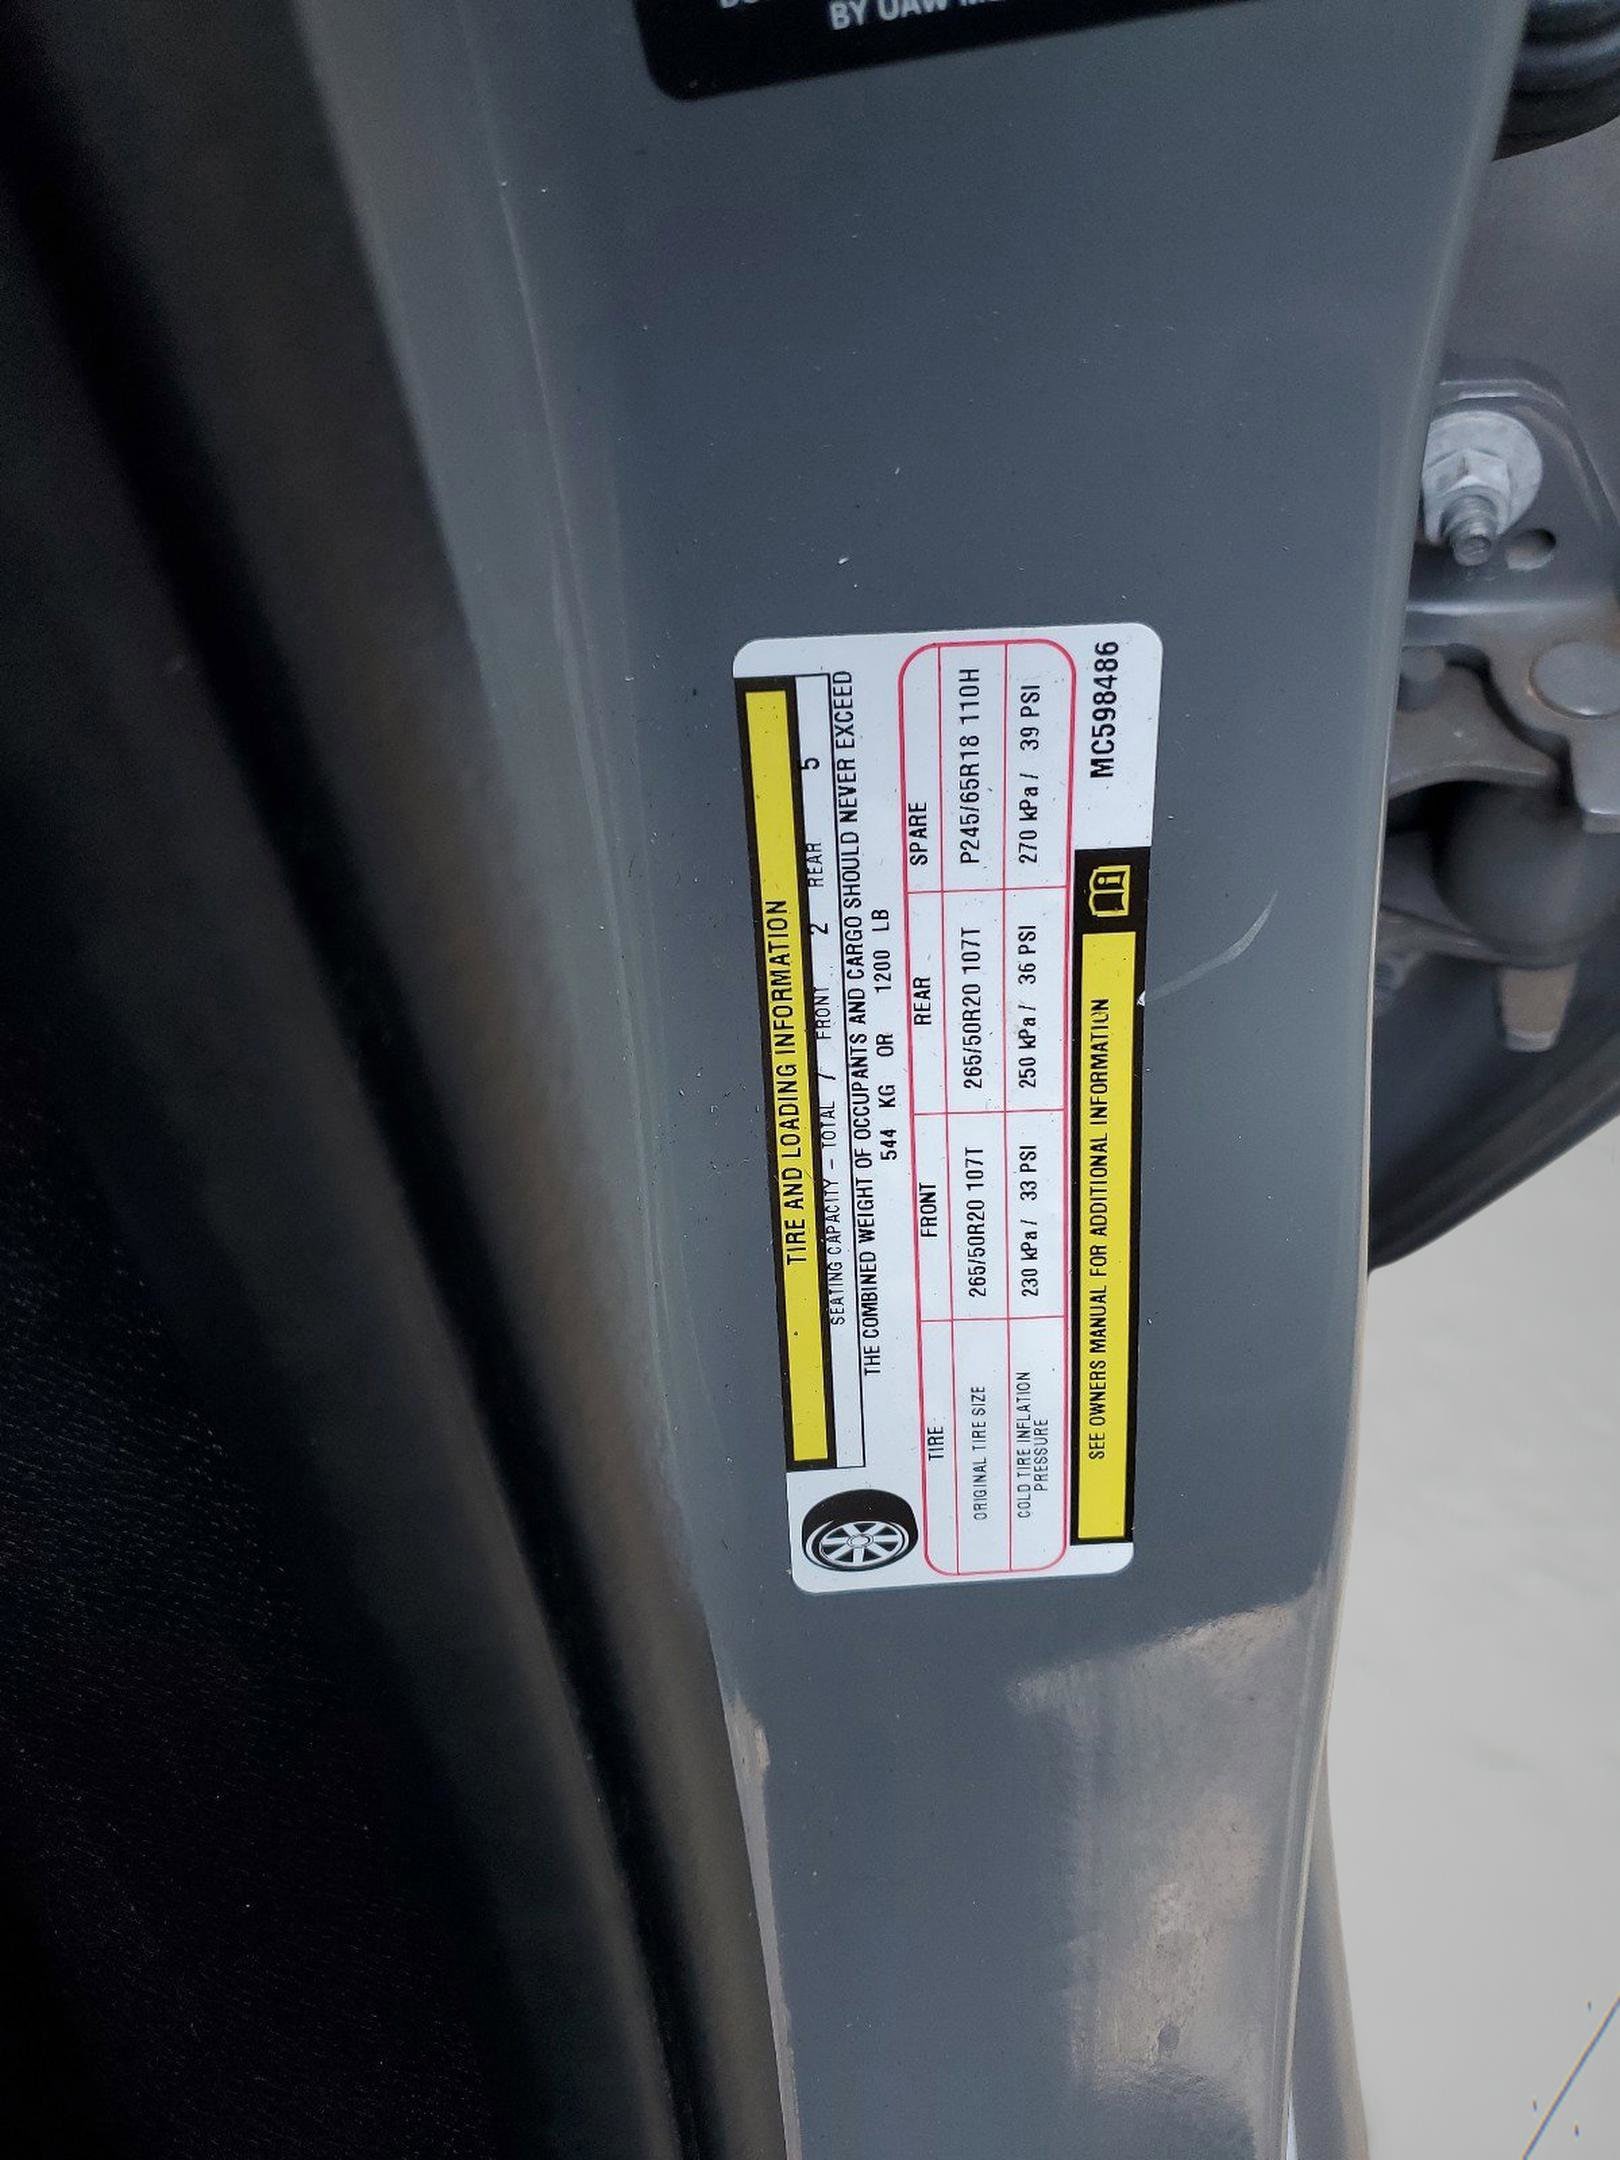 BY UAW
TIRE AND LOADING INFORMATION
SEATING CAPACITY - TOTAL 7 FRONT 2 REAR 5
THE COMBINED WEIGHT OF OCCUPANTS AND CARGO SHOULD NEVER EXCEED
544 KG OR 1200 LB
TIRE FRONT REAR SPARE
ORIGINAL TIRE SIZE 265/50R20 107T 265/50R20 107T P245/65R18 110H
COLD TIRE INFLATION PRESSURE 230 kPa / 33 PSI 250 kPa / 36 PSI 270 kPa / 39 PSI
SEE OWNERS MANUAL FOR ADDITIONAL INFORMATION
MC598486